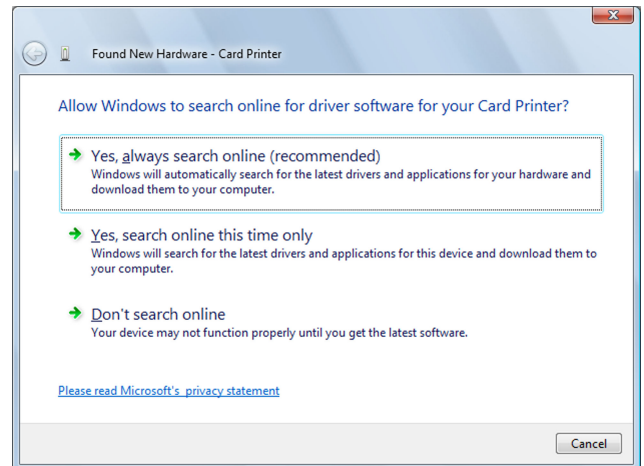 Found New Hardware - Card Printer
Allow Windows to search online for driver software for your Card Printer?
Yes, always search online (recommended)
Windows will automatically search for the latest drivers and applications for your hardware and
download them to your computer.
Yes, search online this time only
Windows will search for the latest drivers and applications for this device and download them to
your computer.
Don't search online
Your device may not function properly until you get the latest software.
Please read Microsoft's privacy statement
Cancel